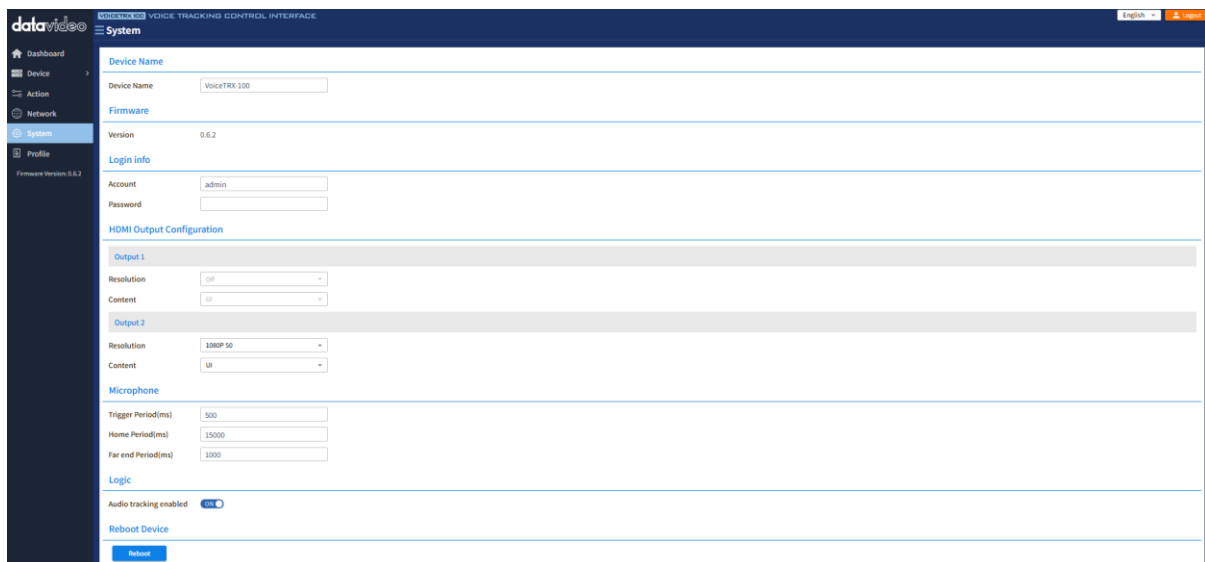 datavideo
VOICETRX 100 VOICE TRACKING CONTROL INTERFACE
English
Logout
System
Dashboard
Device
Action
Network
System
Profile
Firmware Version: 0.6.2
Device Name
Device Name VoiceTRX-100
Firmware
Version 0.6.2
Login info
Account admin
Password
HDMI Output Configuration
Output 1
Resolution Off
Content UI
Output 2
Resolution 1080P 50
Content UI
Microphone
Trigger Period(ms) 500
Home Period(ms) 15000
Far end Period(ms) 1000
Logic
Audio tracking enabled ON
Reboot Device
Reboot